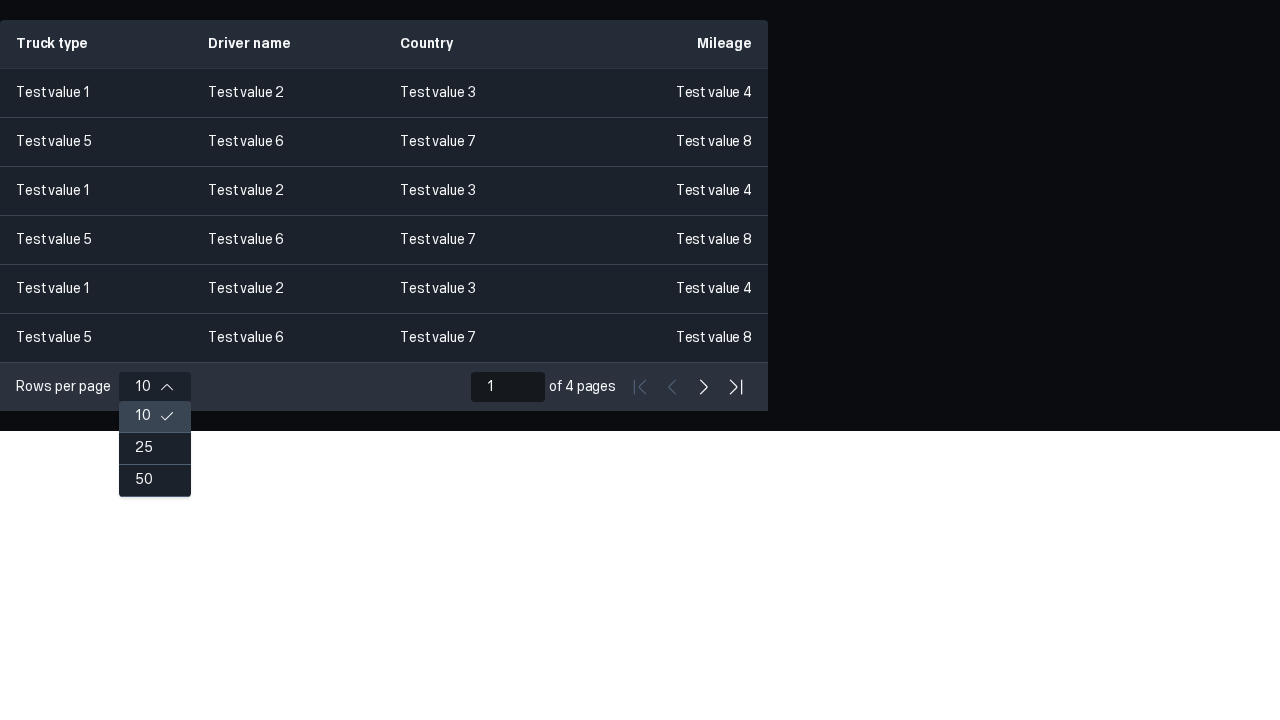 Truck type Driver name Country Mileage
Test value 1 Test value 2 Test value 3 Test value 4
Test value 5 Test value 6 Test value 7 Test value 8
Test value 1 Test value 2 Test value 3 Test value 4
Test value 5 Test value 6 Test value 7 Test value 8
Test value 1 Test value 2 Test value 3 Test value 4
Test value 5 Test value 6 Test value 7 Test value 8
Rows per page 10 1 of 4 pages
10
25
50